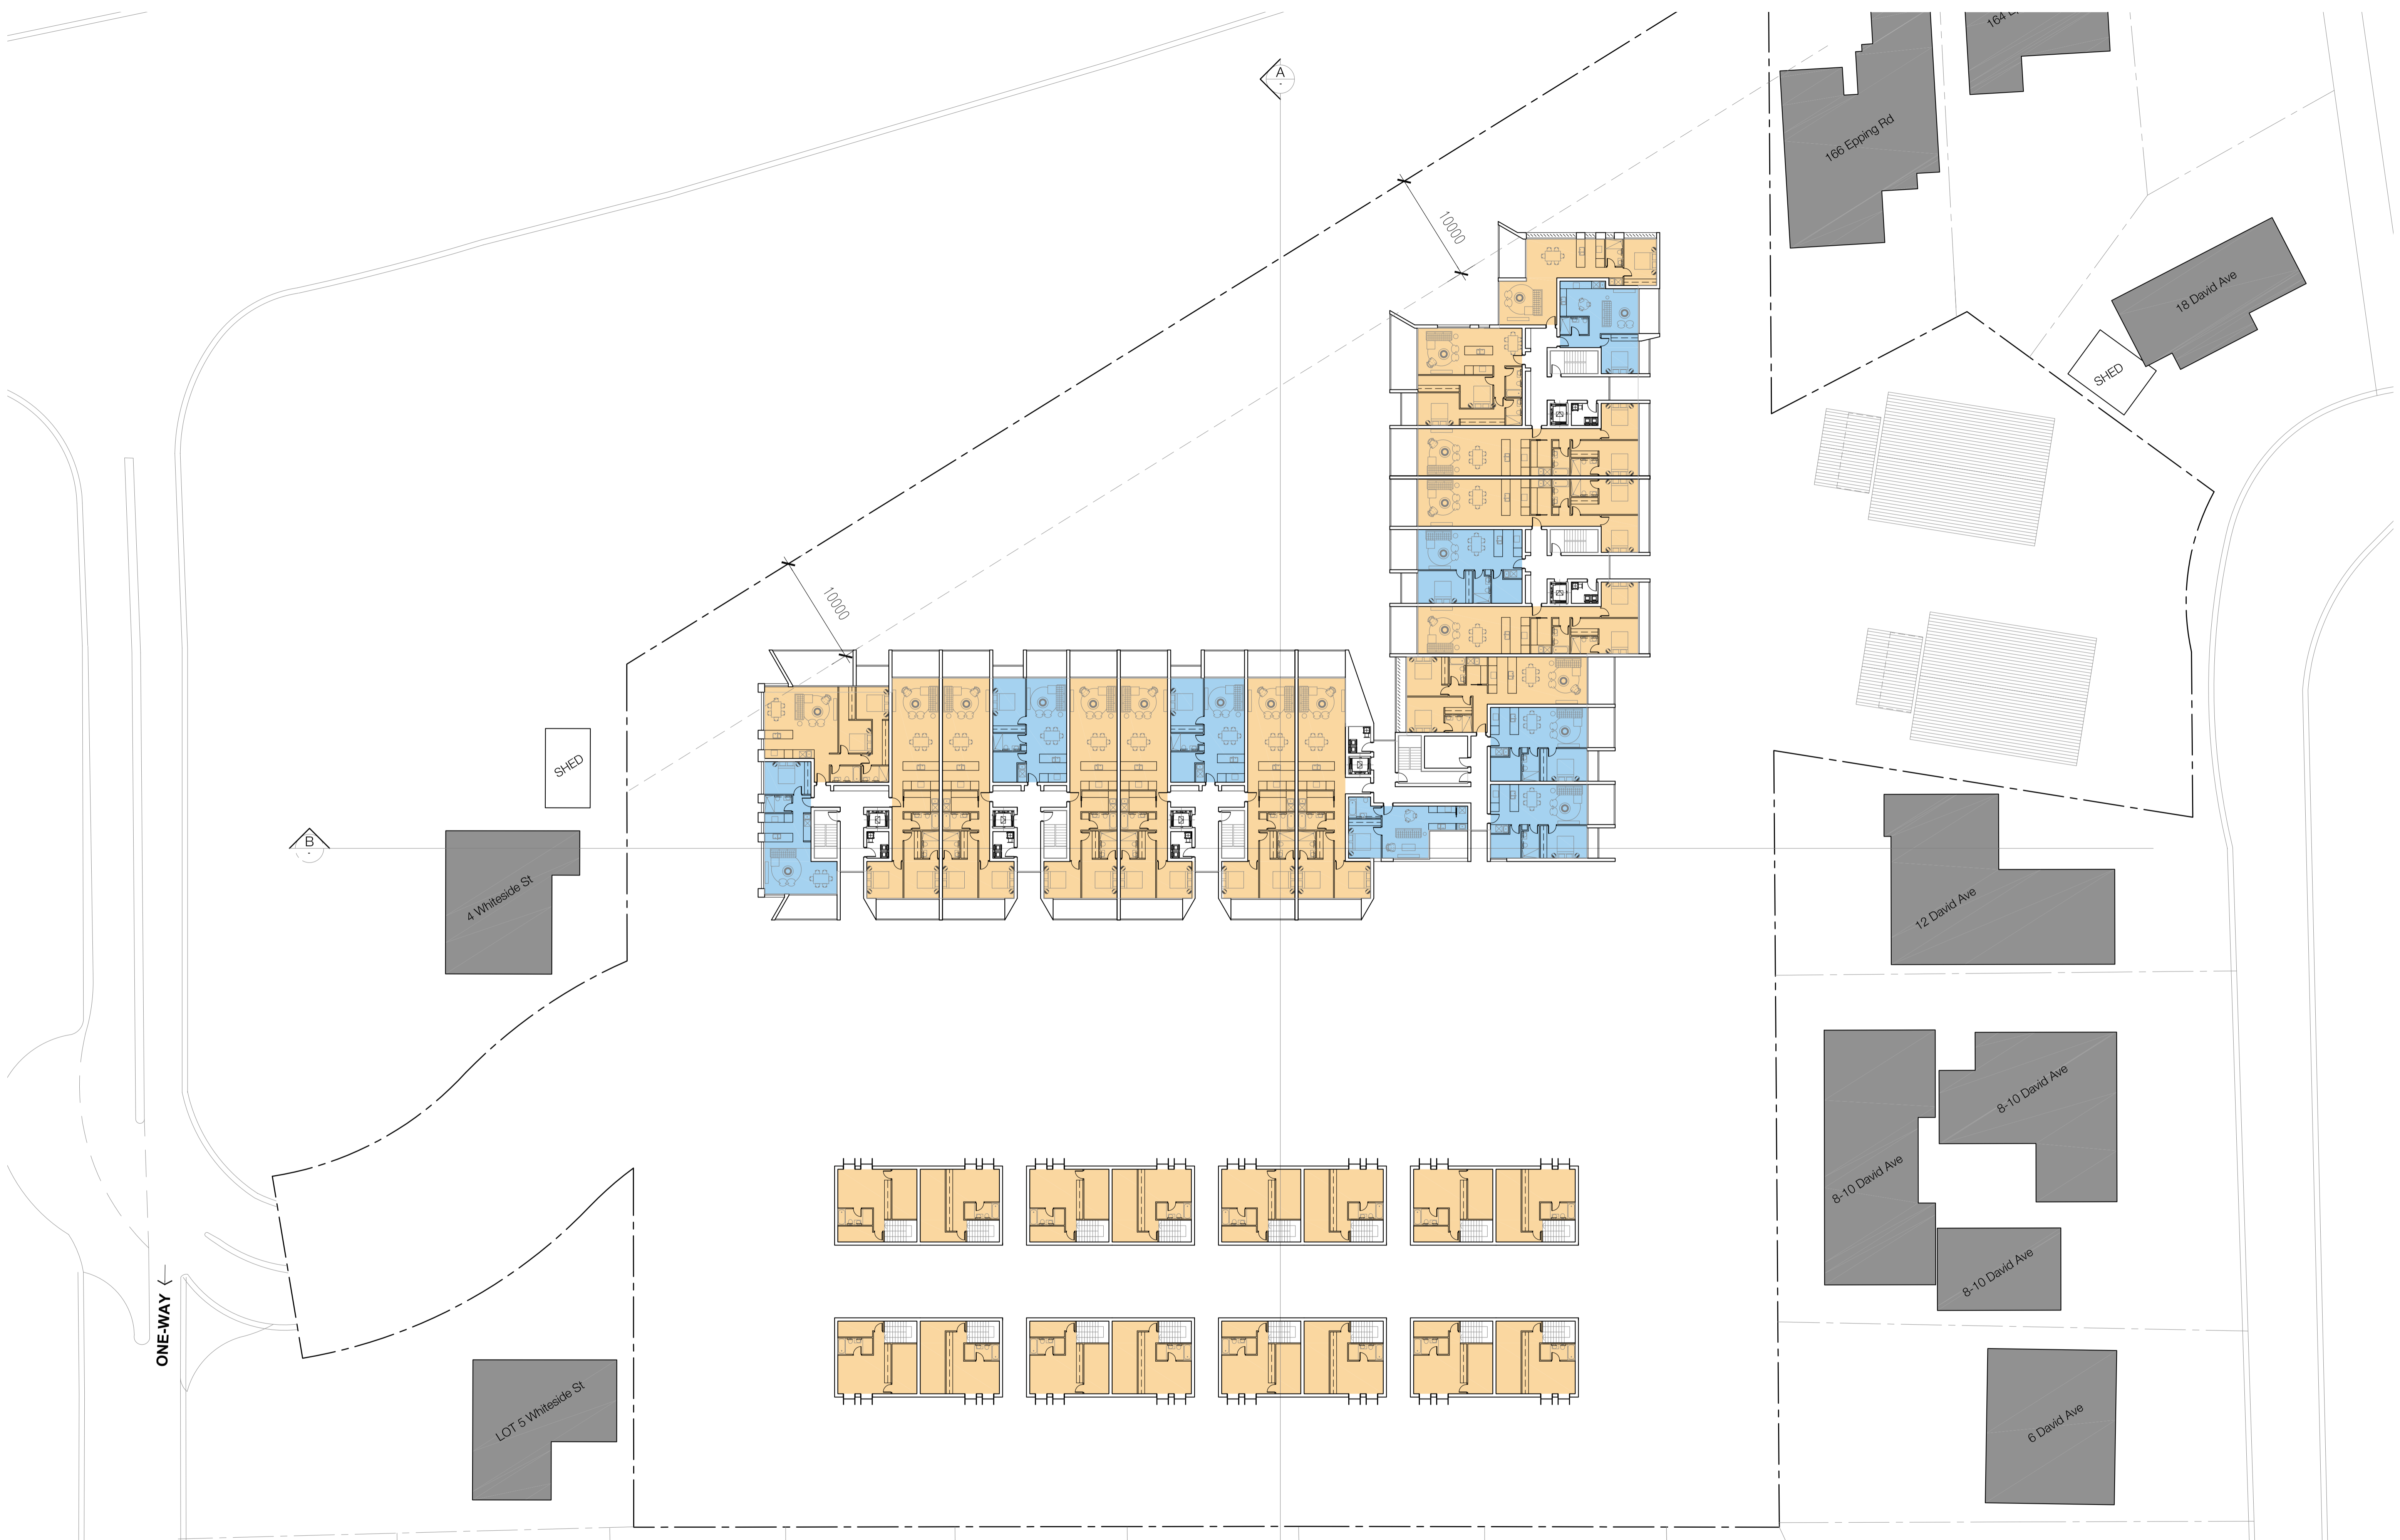 A
-
164
166 Epping Rd
10000
18 David Ave
SHED
10000
SHED
B
-
4 Whiteside St
12 David Ave
8-10 David Ave
8-10 David Ave
8-10 David Ave
ONE-WAY
LOT 5 Whiteside St
6 David Ave